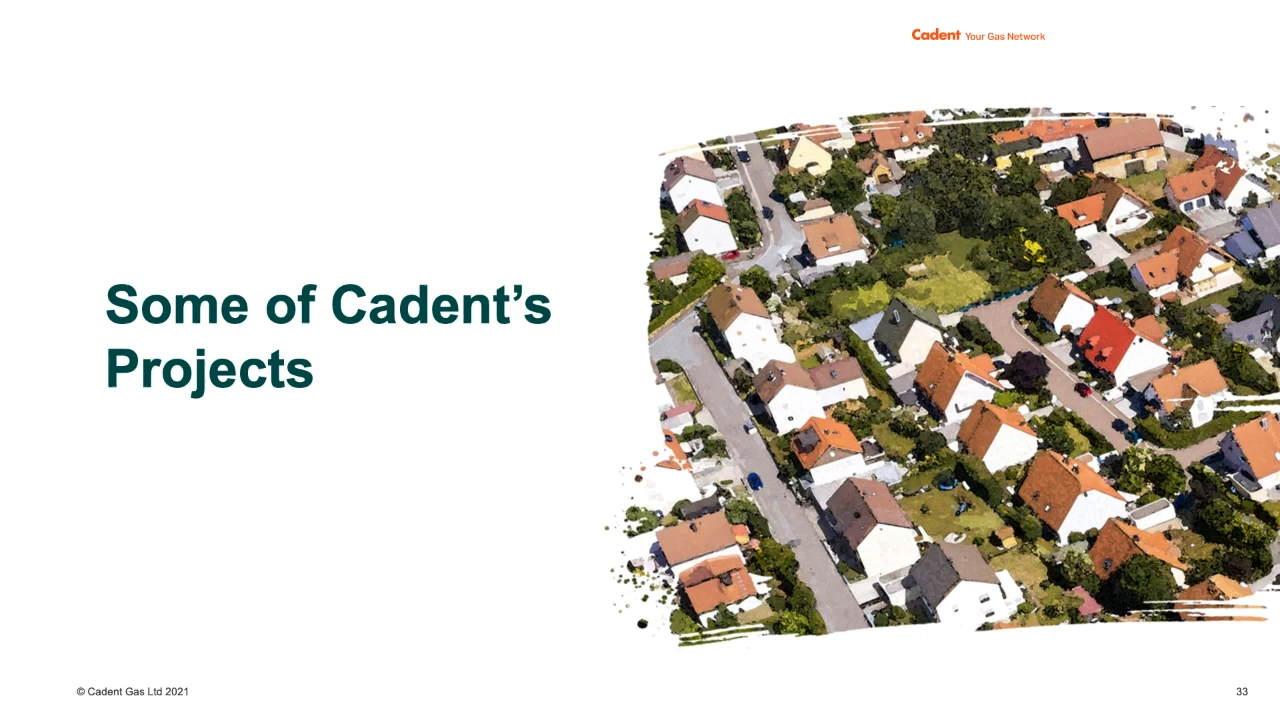 Cadent Your Gas Network
Some of Cadent’s
Projects
© Cadent Gas Ltd 2021
33